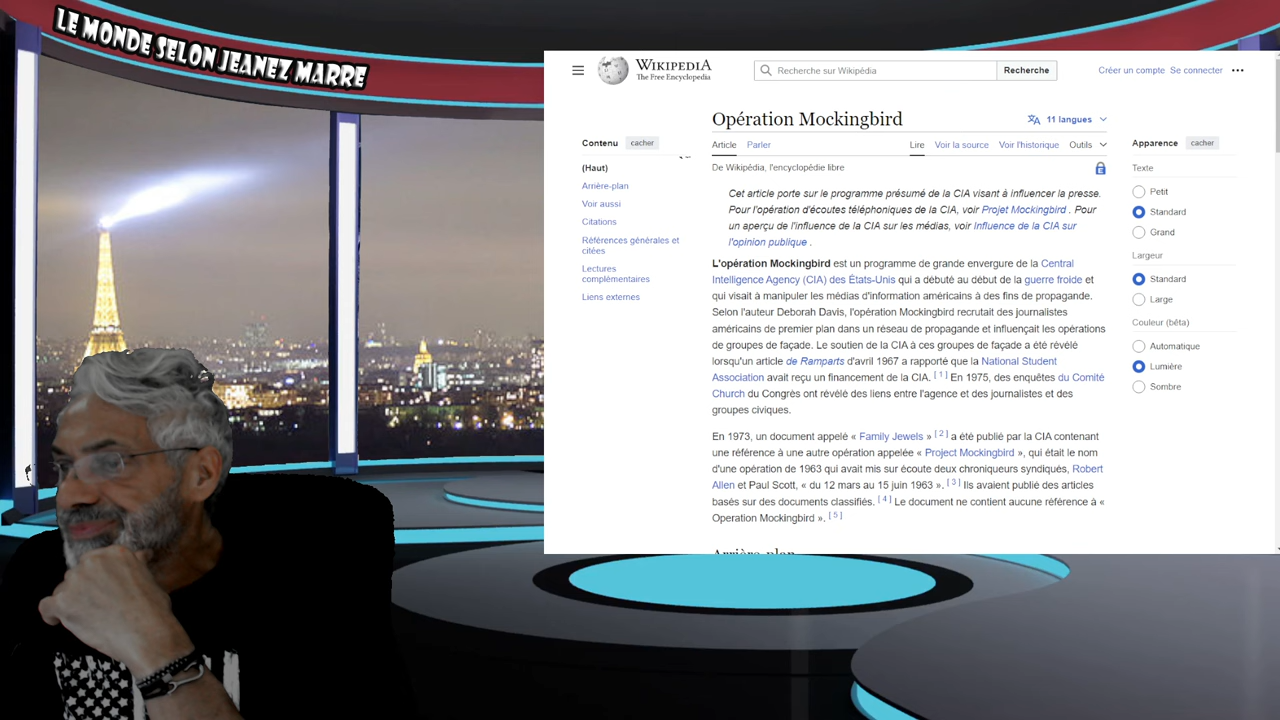 LE MONDE SELON JEANEZ MARRE
WIKIPEDIA
The Free Encyclopedia
Recherche sur Wikipédia
Recherche
Créer un compte Se connecter
Opération Mockingbird
11 langues
Article Parler
Lire Voir la source Voir l'historique Outils
De Wikipédia, l'encyclopédie libre
Contenu cacher
(Haut)
Arrière-plan
Voir aussi
Citations
Références générales et
citées
Lectures
complémentaires
Liens externes
Cet article porte sur le programme présumé de la CIA visant à influencer la presse.
Pour l'opération d'écoutes téléphoniques de la CIA, voir Projet Mockingbird . Pour
un aperçu de l'influence de la CIA sur les médias, voir Influence de la CIA sur
l'opinion publique .
L'opération Mockingbird est un programme de grande envergure de la Central
Intelligence Agency (CIA) des États-Unis qui a débuté au début de la guerre froide et
qui visait à manipuler les médias d'information américains à des fins de propagande.
Selon l'auteur Deborah Davis, l'opération Mockingbird recrutait des journalistes
américains de premier plan dans un réseau de propagande et influençait les opérations
de groupes de façade. Le soutien de la CIA à ces groupes de façade a été révélé
lorsqu'un article de Ramparts d'avril 1967 a rapporté que la National Student
Association avait reçu un financement de la CIA. [ 1 ] En 1975, des enquêtes du Comité
Church du Congrès ont révélé des liens entre l'agence et des journalistes et des
groupes civiques.
En 1973, un document appelé « Family Jewels » [ 2 ] a été publié par la CIA contenant
une référence à une autre opération appelée « Project Mockingbird », qui était le nom
d'une opération de 1963 qui avait mis sur écoute deux chroniqueurs syndiqués, Robert
Allen et Paul Scott, « du 12 mars au 15 juin 1963 ». [ 3 ] Ils avaient publié des articles
basés sur des documents classifiés. [ 4 ] Le document ne contient aucune référence à «
Operation Mockingbird ». [ 5 ]
Arrière-plan
Apparence cacher
Texte
Petit
Standard
Grand
Largeur
Standard
Large
Couleur (bêta)
Automatique
Lumière
Sombre